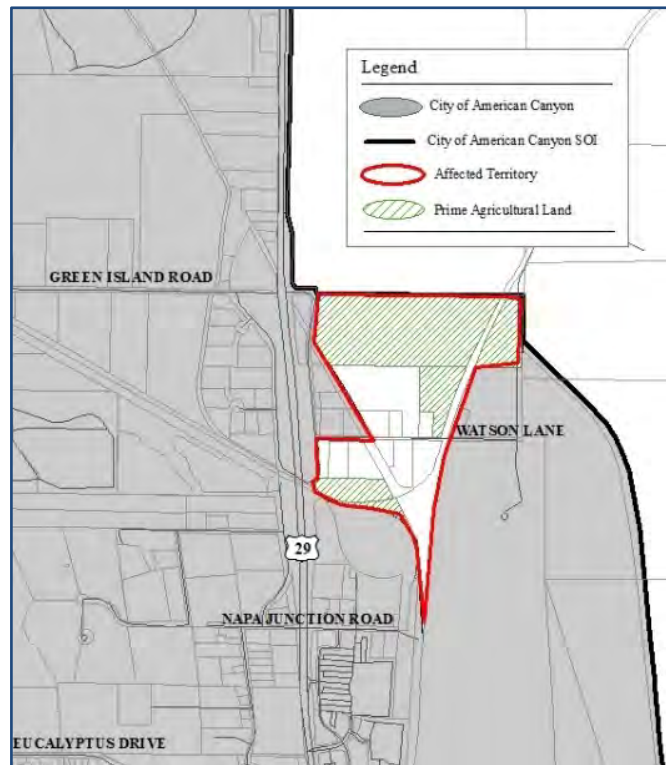 Legend
City of American Canyon
City of American Canyon SOI
Affected Territory
Prime Agricultural Land
GREEN ISLAND ROAD
WATSON LANE
29
NAPA JUNCTION ROAD
EUCALYPTUS DRIVE